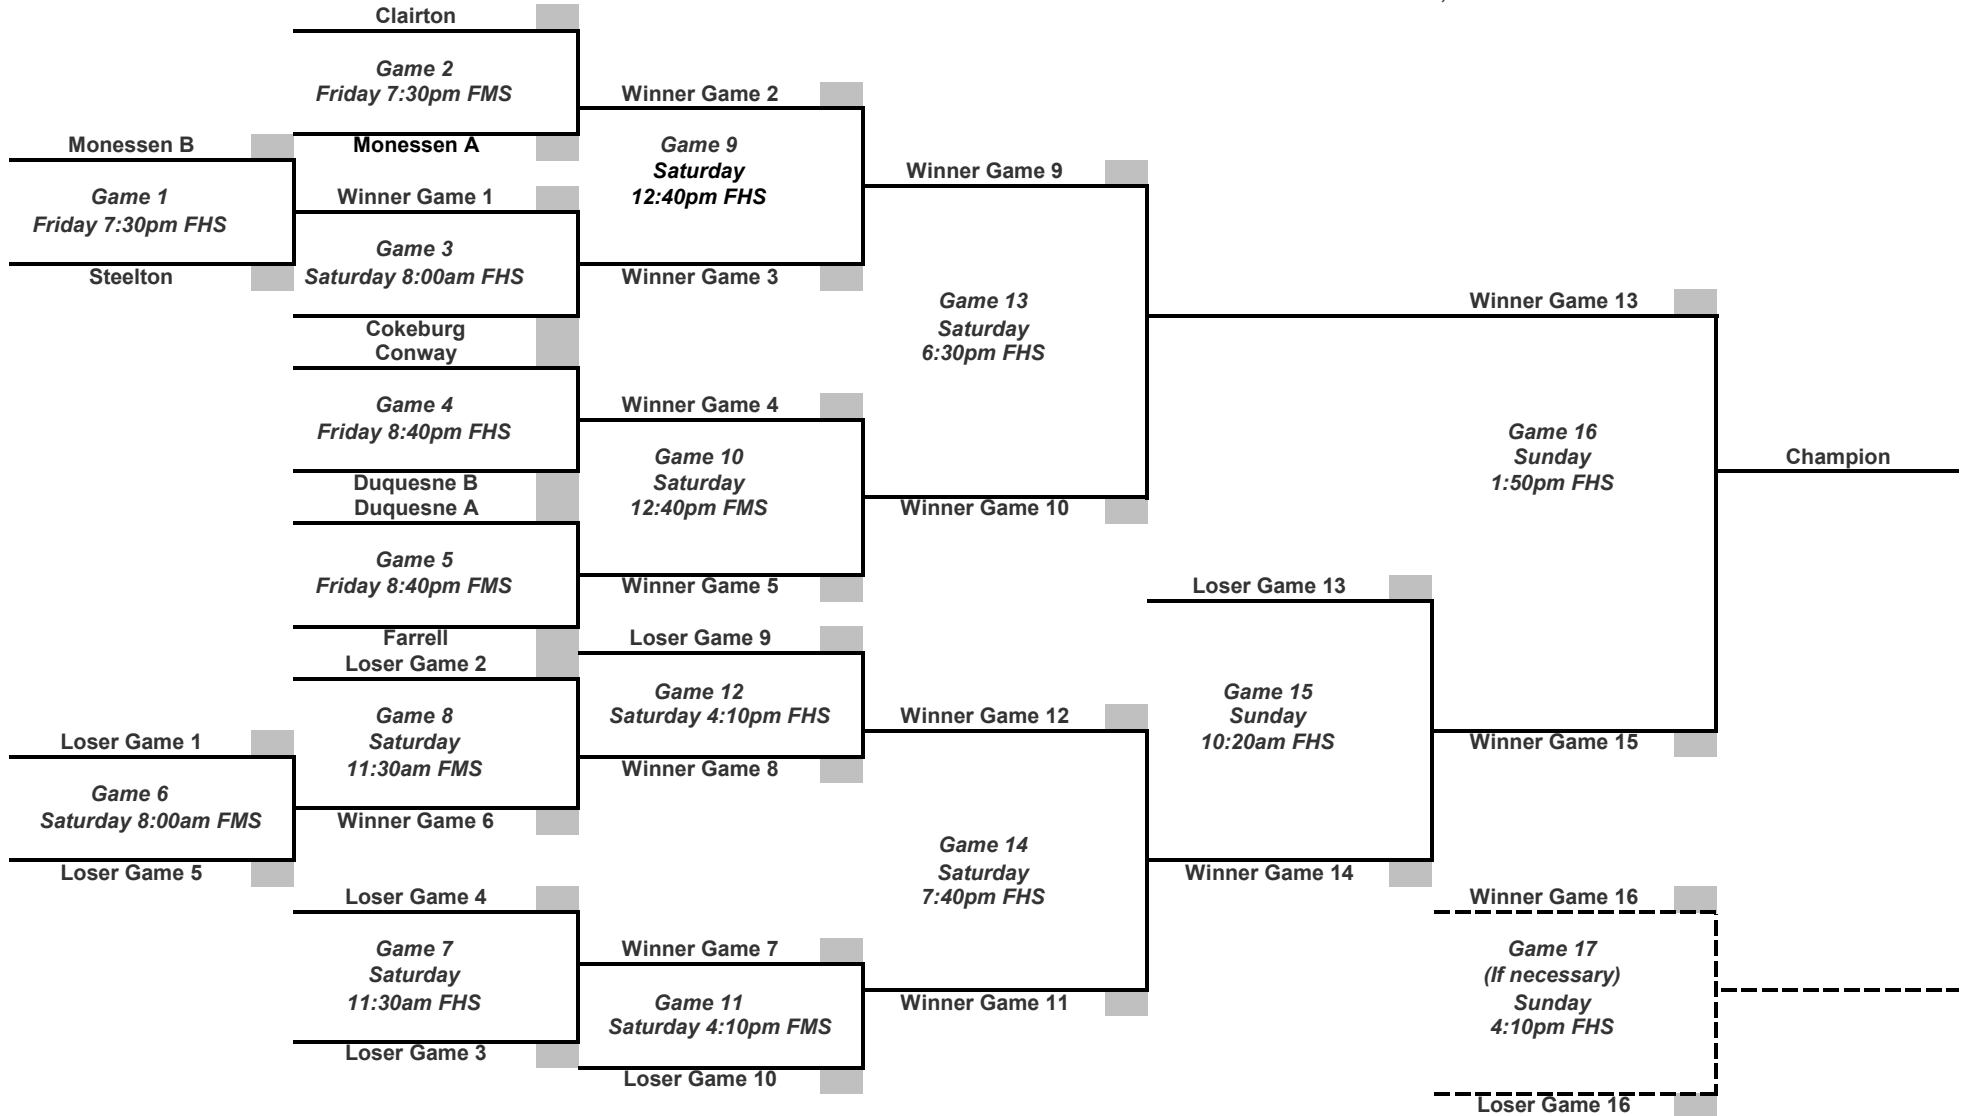 Clairton
Game 2
Friday 7:30pm FMS
Winner Game 2
Monessen B
Monessen A
Game 9
Saturday
12:40pm FHS
Winner Game 9
Game 1
Friday 7:30pm FHS
Winner Game 1
Game 3
Saturday 8:00am FHS
Steelton
Winner Game 3
Game 13
Saturday
6:30pm FHS
Winner Game 13
Cokeburg
Conway
Game 4
Friday 8:40pm FHS
Winner Game 4
Game 10
Saturday
12:40pm FMS
Game 16
Sunday
1:50pm FHS
Champion
Duquesne B
Duquesne A
Winner Game 10
Game 5
Friday 8:40pm FMS
Winner Game 5
Loser Game 13
Farrell
Loser Game 9
Loser Game 2
Game 12
Saturday 4:10pm FHS
Game 15
Sunday
10:20am FHS
Game 8
Saturday
11:30am FMS
Winner Game 12
Loser Game 1
Winner Game 15
Winner Game 8
Game 6
Saturday 8:00am FMS
Winner Game 6
Loser Game 5
Game 14
Saturday
7:40pm FHS
Winner Game 14
Loser Game 4
Winner Game 16
Game 7
Saturday
11:30am FHS
Winner Game 7
Game 17
(If necessary)
Sunday
4:10pm FHS
Game 11
Saturday 4:10pm FMS
Winner Game 11
Loser Game 3
Loser Game 10
Loser Game 16